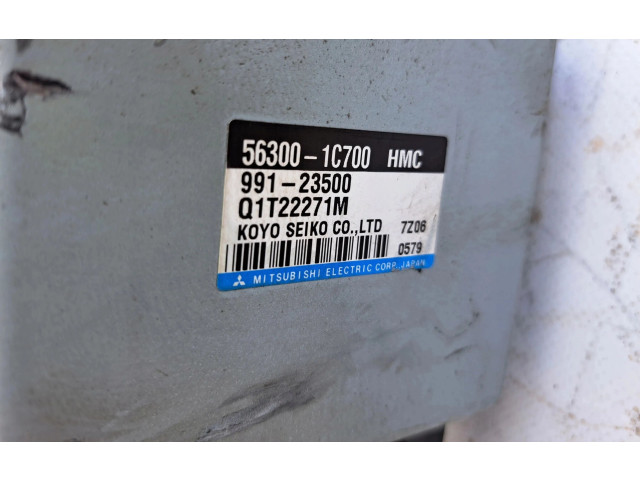 56300-1C700 HMC
991-23500
Q1T22271M
KOYO SEIKO CO.,LTD 7Z06
0579
MITSUBISHI ELECTRIC CORP. JAPAN